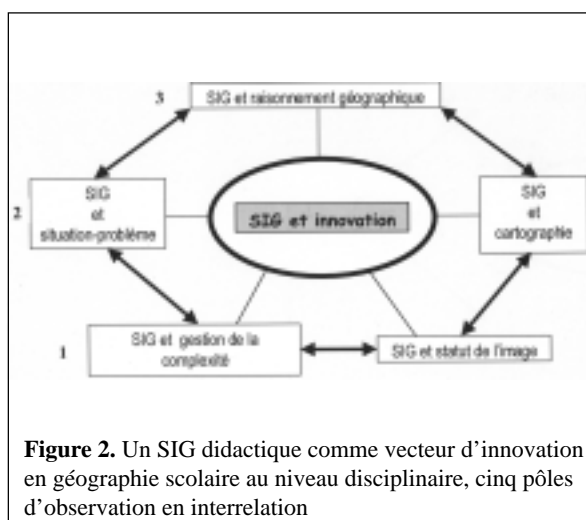 3
SIG et raisonnement géographique
SIG
et
situation-problème
2
SIG et innovation
SIG
et
cartographie
1
SIG et gestion de la
complexité
SIG et statut de l'image
Figure 2. Un SIG didactique comme vecteur d'innovation
en géographie scolaire au niveau disciplinaire, cinq pôles
d'observation en interrelation